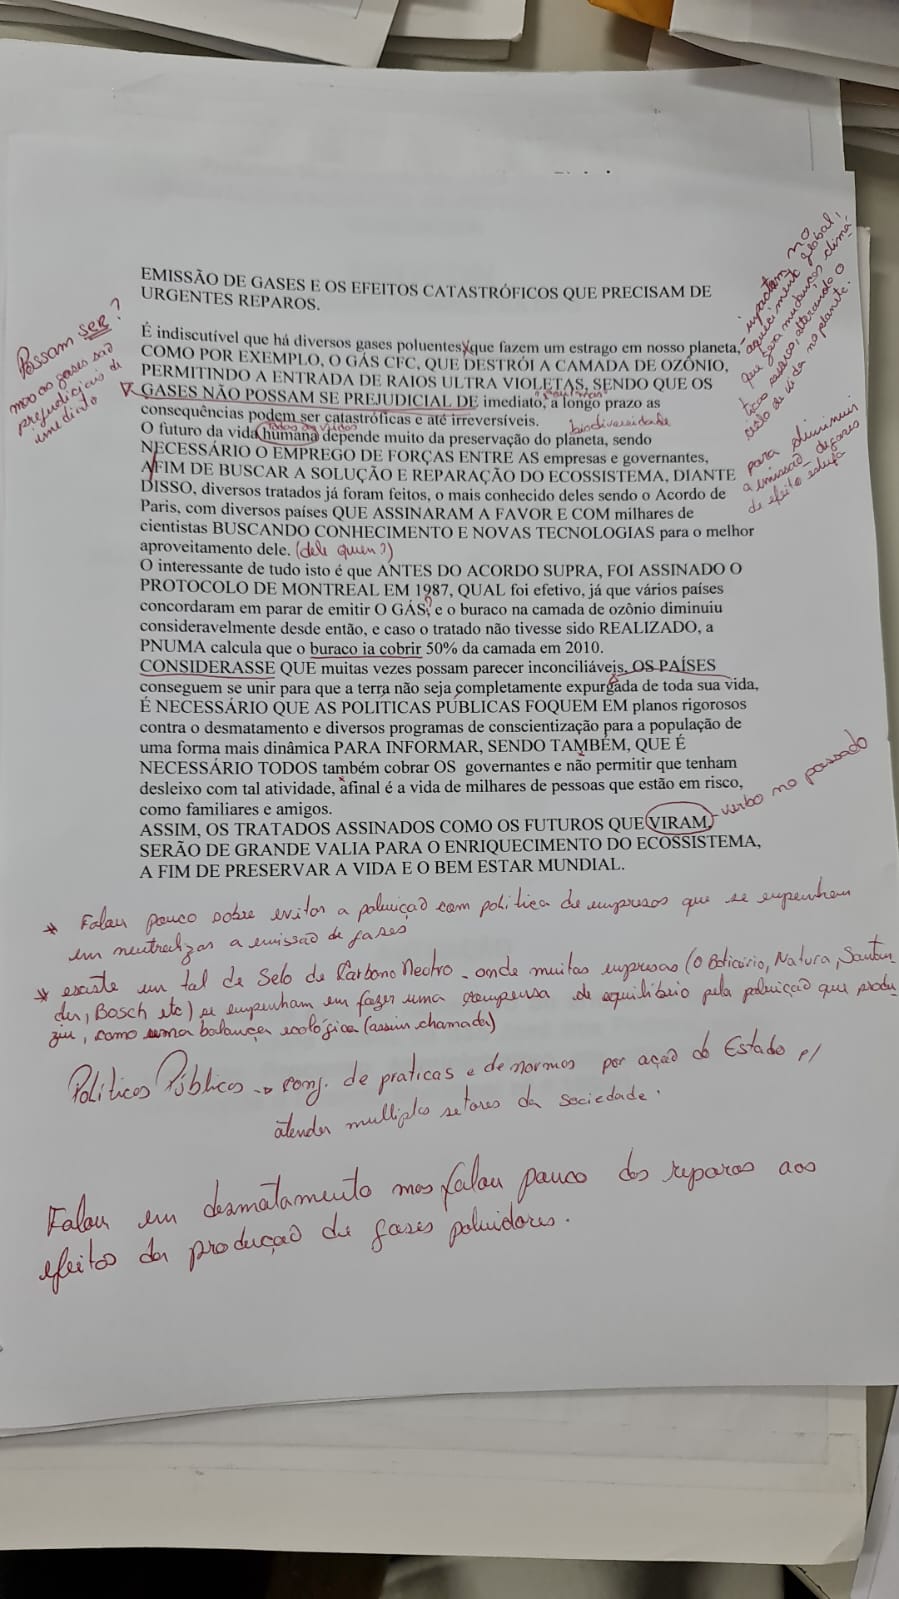 EMISSÃO DE GASES E OS EFEITOS CATASTRÓFICOS QUE PRECISAM DE
URGENTES REPAROS.
Possam SER?
gases são
prejudiciais de
imediato
impactam no
aquecimento global,
que gera mudanças climá
alterando o
ciclo de vida no planeta.
É indiscutível que há diversos gases poluentes que fazem um estrago em nosso planeta,
COMO POR EXEMPLO, O GÁS CFC, QUE DESTRÓI A CAMADA DE OZÔNIO,
PERMITINDO A ENTRADA DE RAIOS ULTRA VIOLETAS, SENDO QUE OS
GASES NÃO POSSAM SE PREJUDICIAL DE imediato, a longo prazo as
consequências podem ser catastróficas e até irreversíveis.
biodiversidade
O futuro da vida humana depende muito da preservação do planeta, sendo
NECESSÁRIO O EMPREGO DE FORÇAS ENTRE AS empresas e governantes,
AFIM DE BUSCAR A SOLUÇÃO E REPARAÇÃO DO ECOSSISTEMA, DIANTE
DISSO, diversos tratados já foram feitos, o mais conhecido deles sendo o Acordo de
para diminuir
a emissão de gases
de efeito estufa
Paris, com diversos países QUE ASSINARAM A FAVOR E COM milhares de
cientistas BUSCANDO CONHECIMENTO E NOVAS TECNOLOGIAS para o melhor
aproveitamento dele. (dele quem?)
O interessante de tudo isto é que ANTES DO ACORDO SUPRA, FOI ASSINADO O
PROTOCOLO DE MONTREAL EM 1987, QUAL foi efetivo, já que vários países
concordaram em parar de emitir O GÁS, e o buraco na camada de ozônio diminuiu
consideravelmente desde então, e caso o tratado não tivesse sido REALIZADO, a
PNUMA calcula que o buraco ia cobrir 50% da camada em 2010.
CONSIDERASSE QUE muitas vezes possam parecer inconciliáveis, OS PAÍSES
conseguem se unir para que a terra não seja completamente expurgada de toda sua vida,
É NECESSÁRIO QUE AS POLÍTICAS PÚBLICAS FOQUEM EM planos rigorosos
contra o desmatamento e diversos programas de conscientização para a população de
uma forma mais dinâmica PARA INFORMAR, SENDO TAMBÉM, QUE É
NECESSÁRIO TODOS também cobrar OS governantes e não permitir que tenham
desleixo com tal atividade, afinal é a vida de milhares de pessoas que estão em risco,
como familiares e amigos.
ASSIM, OS TRATADOS ASSINADOS COMO OS FUTUROS QUE VIRAM, - verbo no passado
SERÃO DE GRANDE VALIA PARA O ENRIQUECIMENTO DO ECOSSISTEMA,
A FIM DE PRESERVAR A VIDA E O BEM ESTAR MUNDIAL.
* Falou pouco sobre evitar a poluição com política de empresas que se empenham
em neutralizar a emissão de gases
* existe um tal de Selo de Carbono Neutro - onde muitas empresas (O Boticário, Natura, Santan
der, Bosch etc) se empenham em fazer uma compensa de equilíbrio pela poluição que produ
ziu, como uma balança ecológica (assim chamada)
Políticas Públicas → conj. de praticas e de normas por ação do Estado p/
atender multiplos setores da sociedade.
Falou em desmatamento mas falou pouco dos reparos aos
efeitos da produção de gases poluidores.